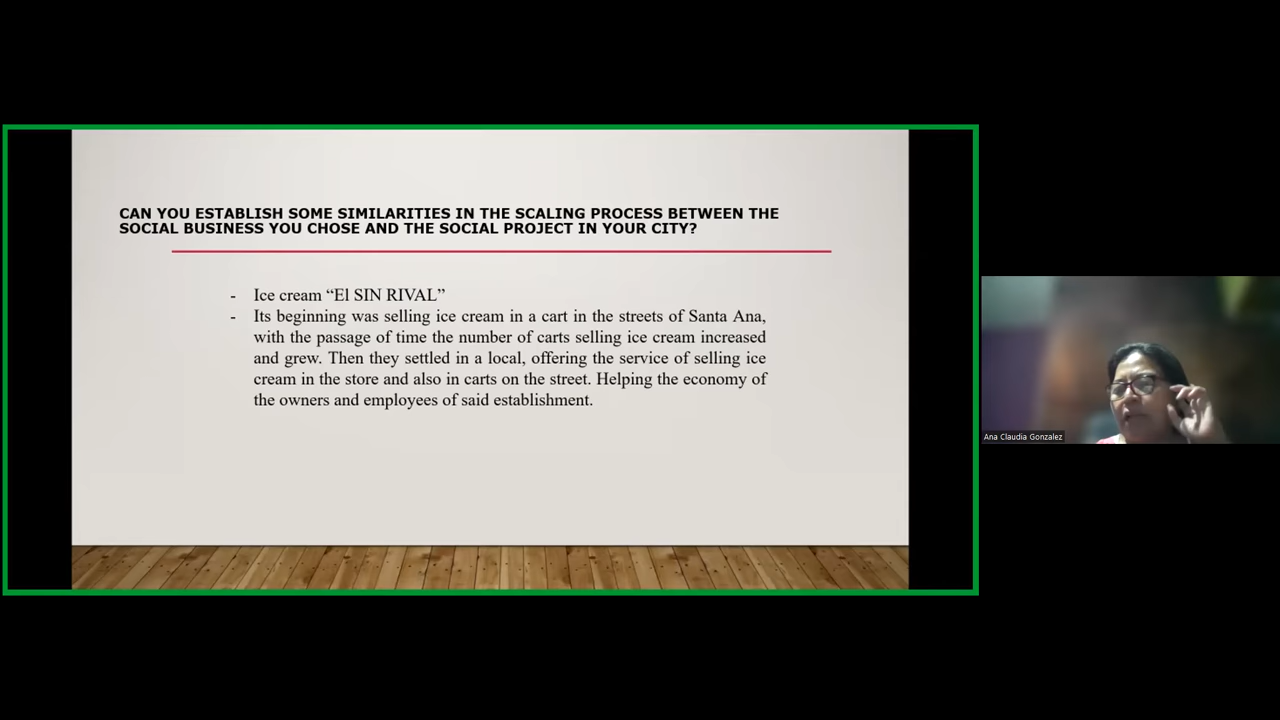 CAN YOU ESTABLISH SOME SIMILARITIES IN THE SCALING PROCESS BETWEEN THE
SOCIAL BUSINESS YOU CHOSE AND THE SOCIAL PROJECT IN YOUR CITY?
- Ice cream “El SIN RIVAL”
- Its beginning was selling ice cream in a cart in the streets of Santa Ana,
with the passage of time the number of carts selling ice cream increased
and grew. Then they settled in a local, offering the service of selling ice
cream in the store and also in carts on the street. Helping the economy of
the owners and employees of said establishment.
Ana Claudia Gonzalez